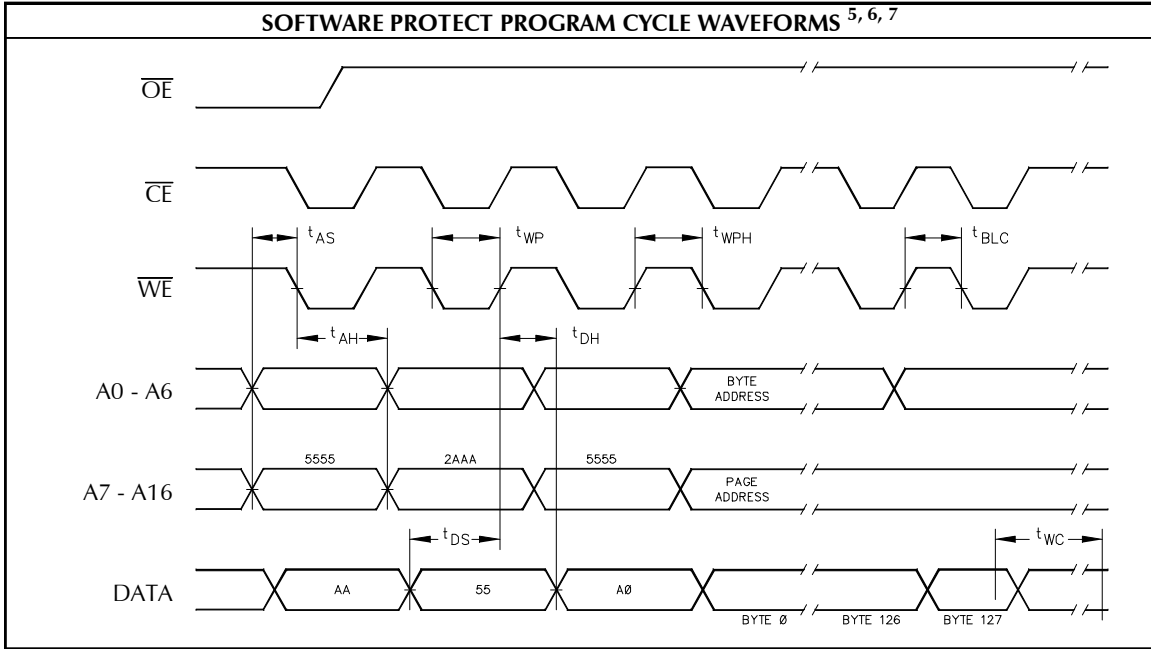 SOFTWARE PROTECT PROGRAM CYCLE WAVEFORMS 5, 6, 7
OE
CE
tAS tWP tWPH tBLC
WE
tAH tDH
A0 - A6 BYTE ADDRESS
5555 2AAA 5555
A7 - A16 PAGE ADDRESS
tDS tWC
DATA AA 55 AØ
BYTE Ø BYTE 126 BYTE 127